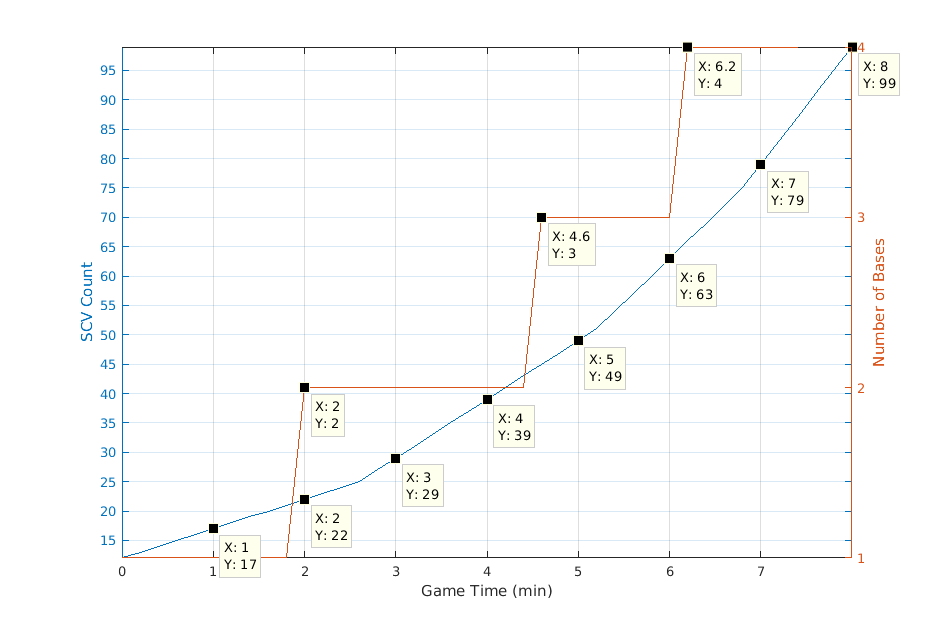 4
X: 6.2
Y: 4
X: 8
Y: 99
95
90
85
80
75
70
65
60
55
50
45
40
35
30
25
20
15
X: 7
Y: 79
3
X: 4.6
Y: 3
X: 6
Y: 63
SCV Count
Number of Bases
X: 5
Y: 49
2
X: 2
Y: 2
X: 4
Y: 39
X: 3
Y: 29
X: 2
Y: 22
X: 1
Y: 17
1
0 1 2 3 4 5 6 7
Game Time (min)